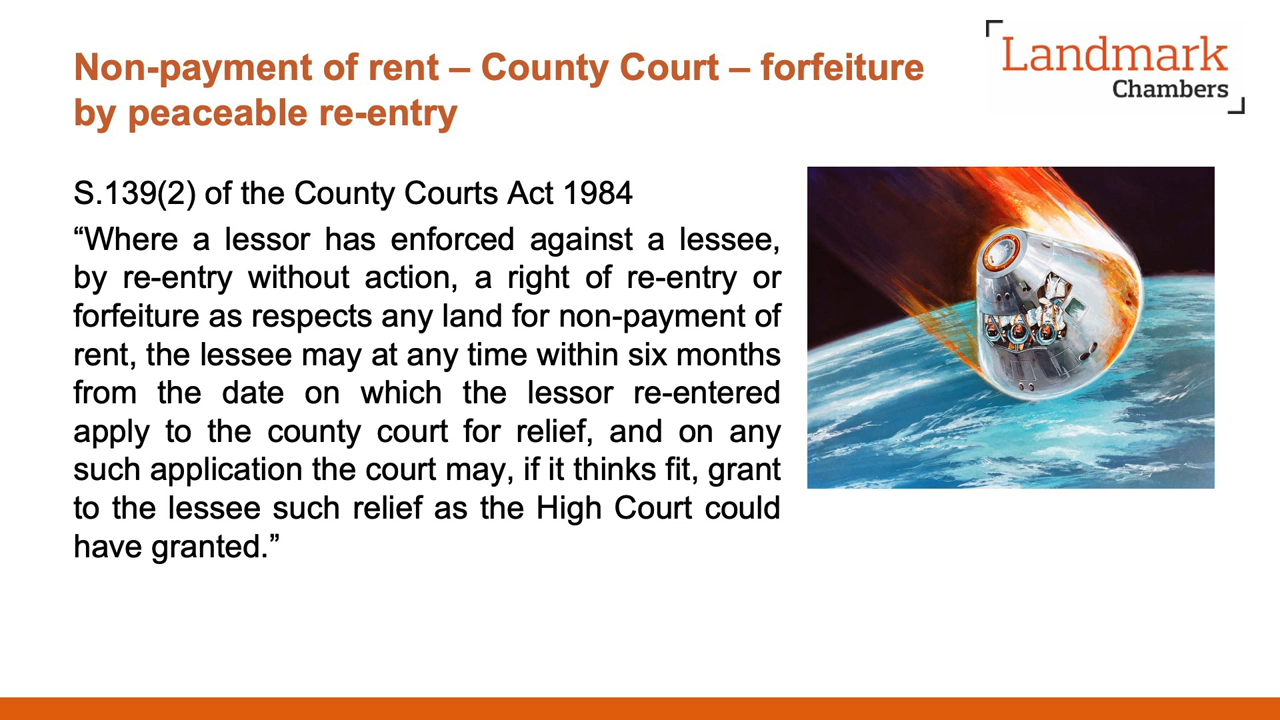 Non-payment of rent – County Court – forfeiture
by peaceable re-entry
Landmark
Chambers
S.139(2) of the County Courts Act 1984
“Where a lessor has enforced against a lessee,
by re-entry without action, a right of re-entry or
forfeiture as respects any land for non-payment of
rent, the lessee may at any time within six months
from the date on which the lessor re-entered
apply to the county court for relief, and on any
such application the court may, if it thinks fit, grant
to the lessee such relief as the High Court could
have granted.”